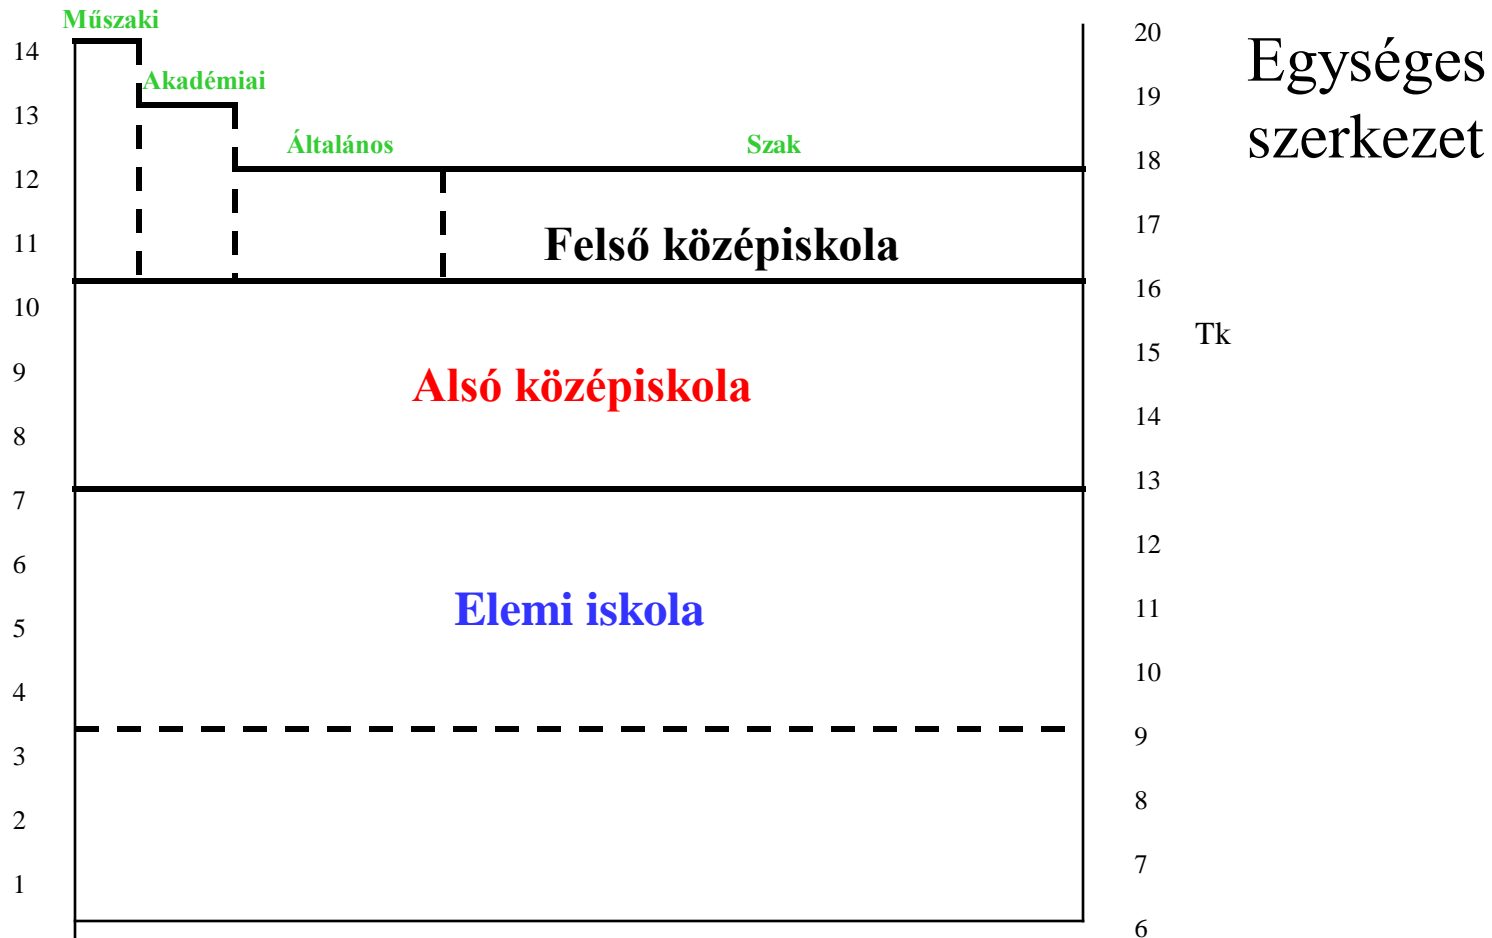 Műszaki
14
20
Egységes
szerkezet
Akadémiai
13
19
Általános
Szak
12
18
11
Felső középiskola
17
10
16
Tk
9
Alsó középiskola
15
8
14
7
13
6
12
5
Elemi iskola
11
4
10
3
9
2
8
1
7
6